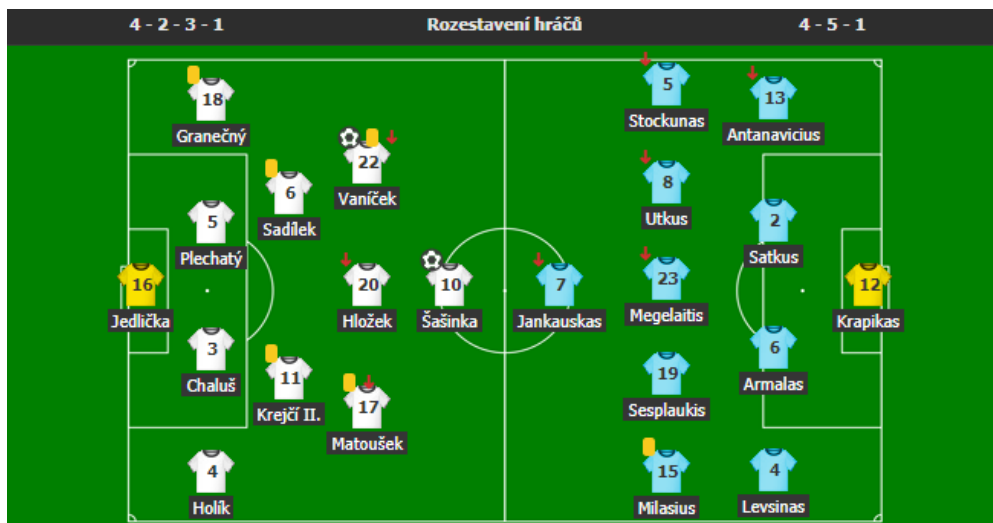 4 - 2 - 3 - 1 Rozestavení hráčů 4 - 5 - 1
18
Granečný
5
Plechatý
16
Jedlička
3
Chaluš
4
Holík
6
Sadílek
11
Krejčí II.
22
Vaníček
20
Hložek
17
Matoušek
10
Šašinka
7
Jankauskas
5
Stockunas
8
Utkus
23
Megelaitis
19
Sesplaukis
15
Milasius
13
Antanavicius
2
Satkus
6
Armalas
4
Levsinas
12
Krapikas